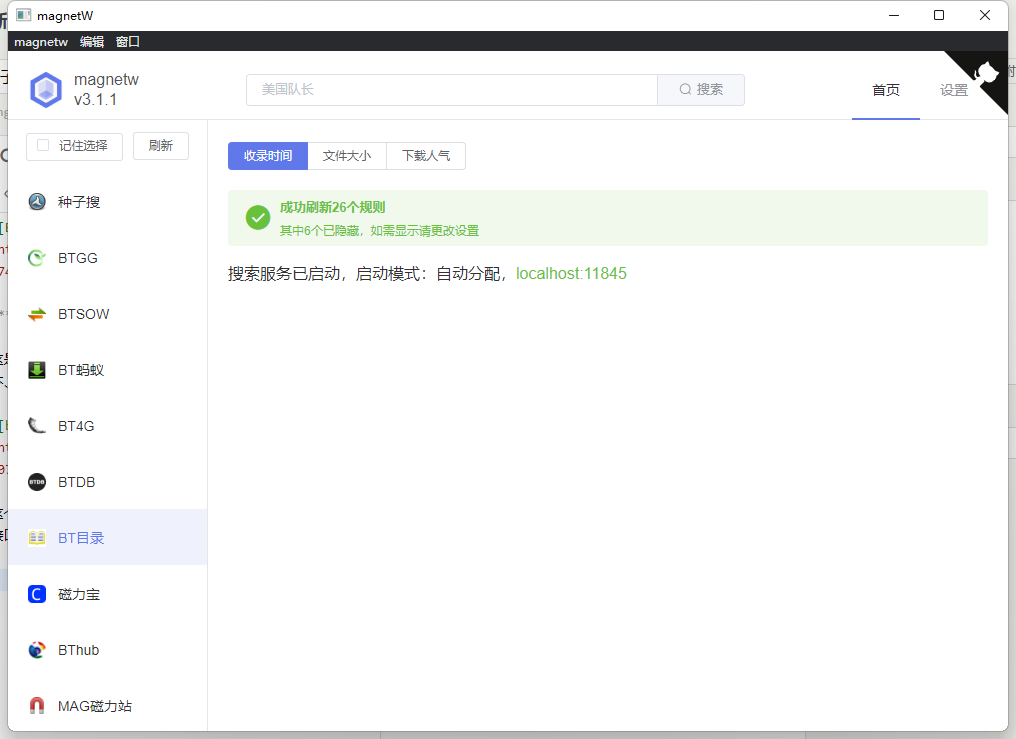 magnetW
magnetw 编辑 窗口
magnetw
v3.1.1
美国队长
搜索
首页
设置
记住选择
刷新
收录时间
文件大小
下载人气
成功刷新26个规则
其中6个已隐藏，如需显示请更改设置
搜索服务已启动，启动模式：自动分配，localhost:11845
种子搜
BTGG
BTSOW
BT蚂蚁
BT4G
BTDB
BTDB
BT目录
C
磁力宝
BThub
MAG磁力站